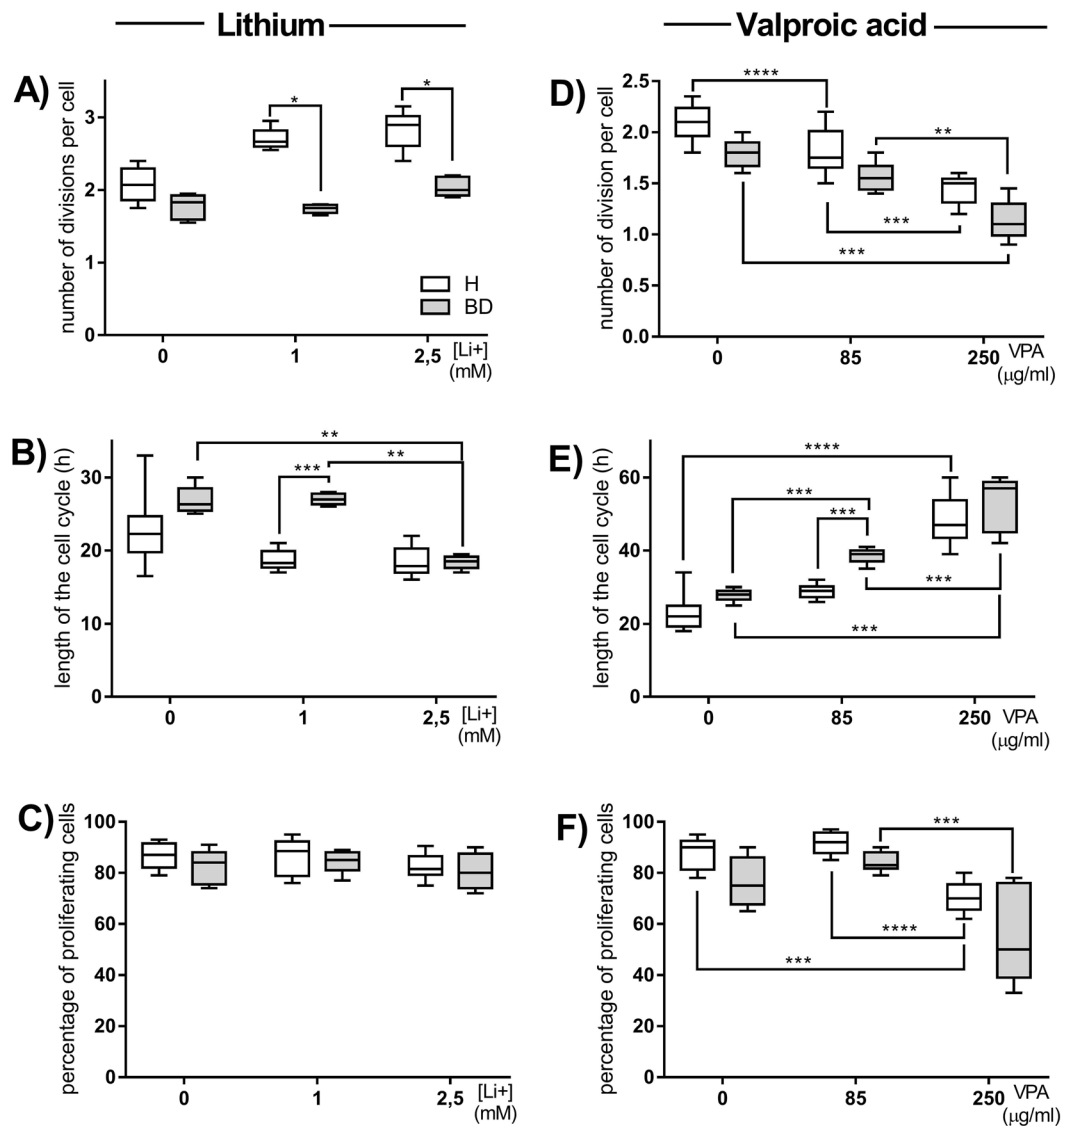 Lithium
Valproic acid
A)
number of divisions per cell
3
2
1
0
*
*
H
BD
0
1
2,5
[Li+]
(mM)
D)
number of division per cell
2.5
2.0
1.5
1.0
0.5
0.0
****
**
***
***
0
85
250
VPA
(µg/ml)
B)
length of the cell cycle (h)
30
20
10
0
**
**
***
0
1
2,5
[Li+]
(mM)
E)
length of the cell cycle (h)
60
40
20
0
****
***
***
***
***
0
85
250
VPA
(µg/ml)
C)
percentage of proliferating cells
100
80
60
40
20
0
0
1
2,5
[Li+]
(mM)
F)
percentage of proliferating cells
100
80
60
40
20
0
***
****
***
0
85
250
VPA
(µg/ml)